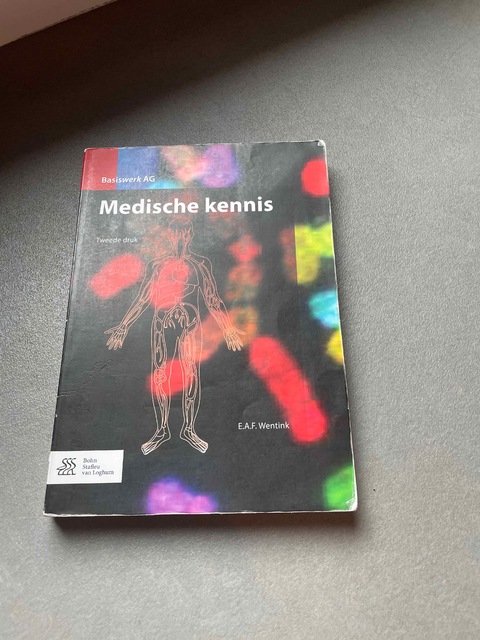 Basiswerk AG
Medische kennis
Tweede druk
E.A.F. Wentink
Bohn
Stafleu
van Loghum